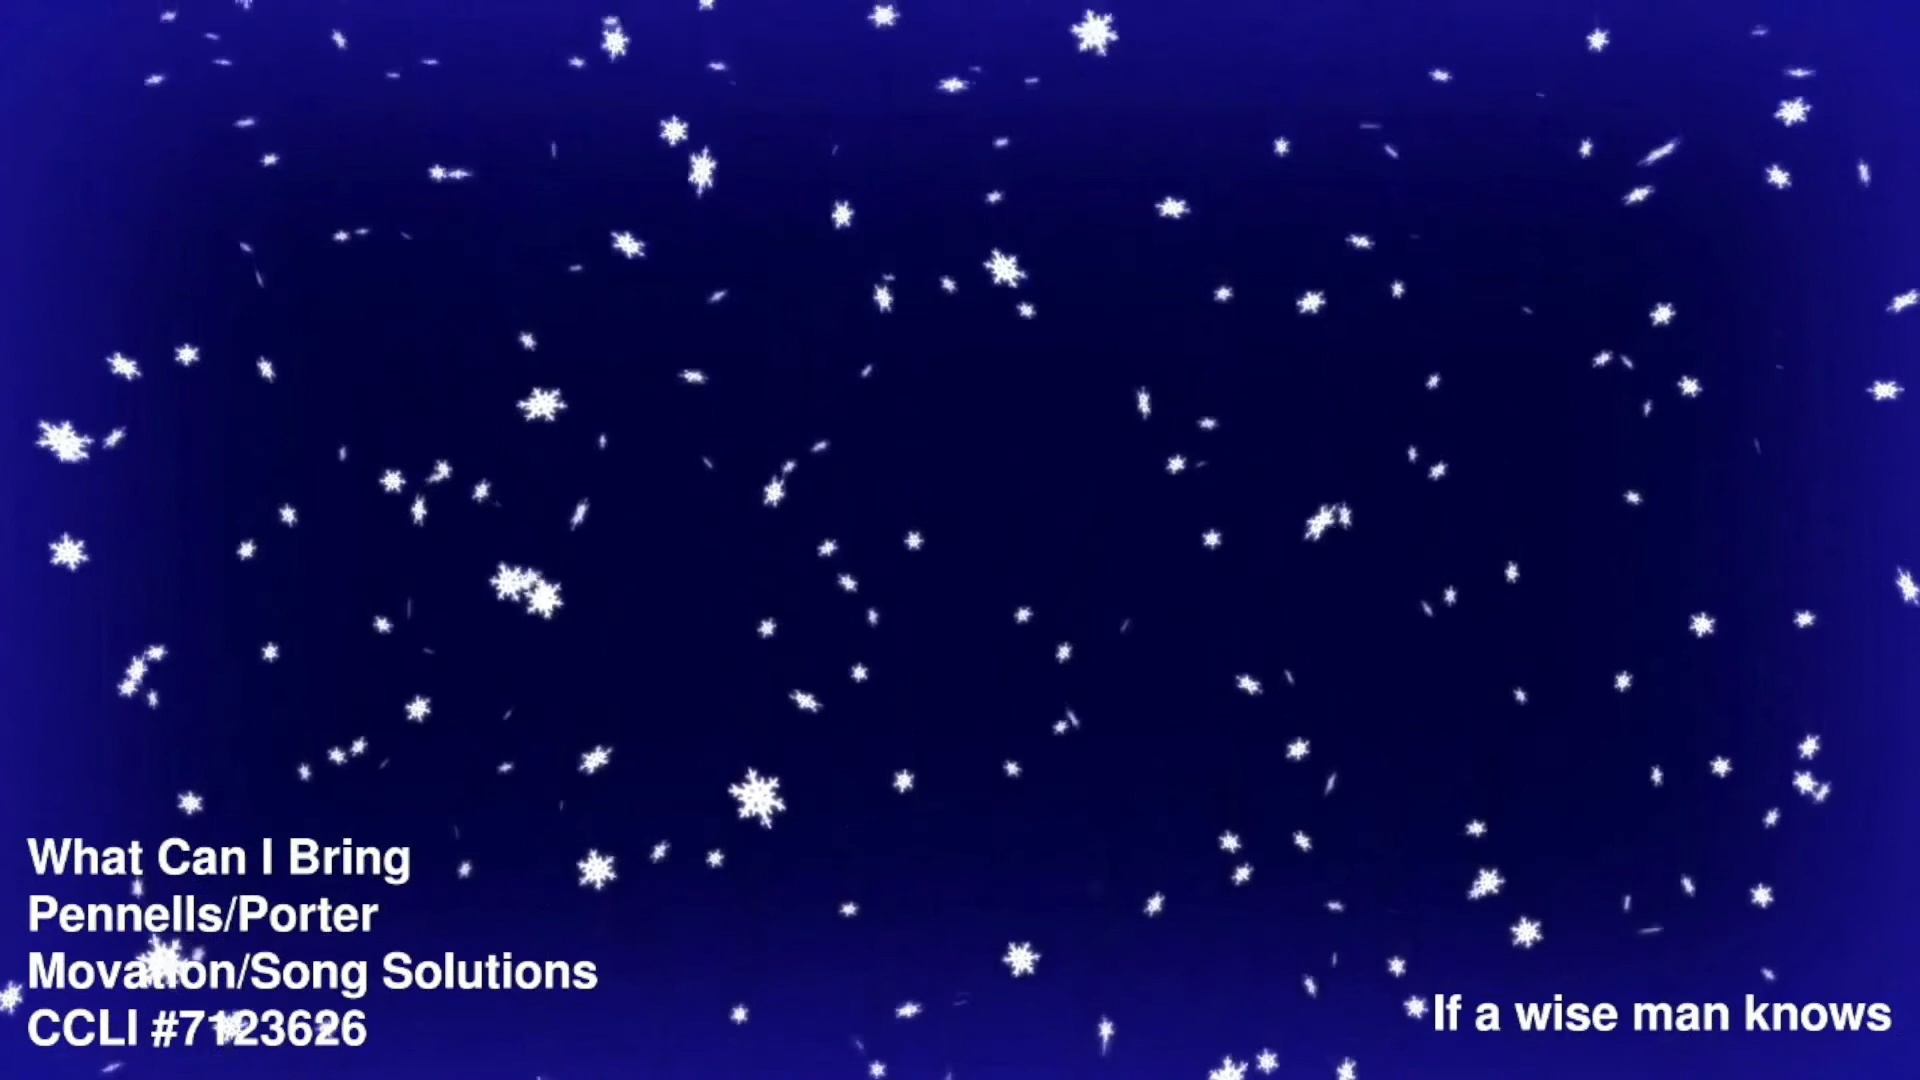 What Can I Bring
Pennells/Porter
Movation/Song Solutions
CCLI #7123626
If a wise man knows